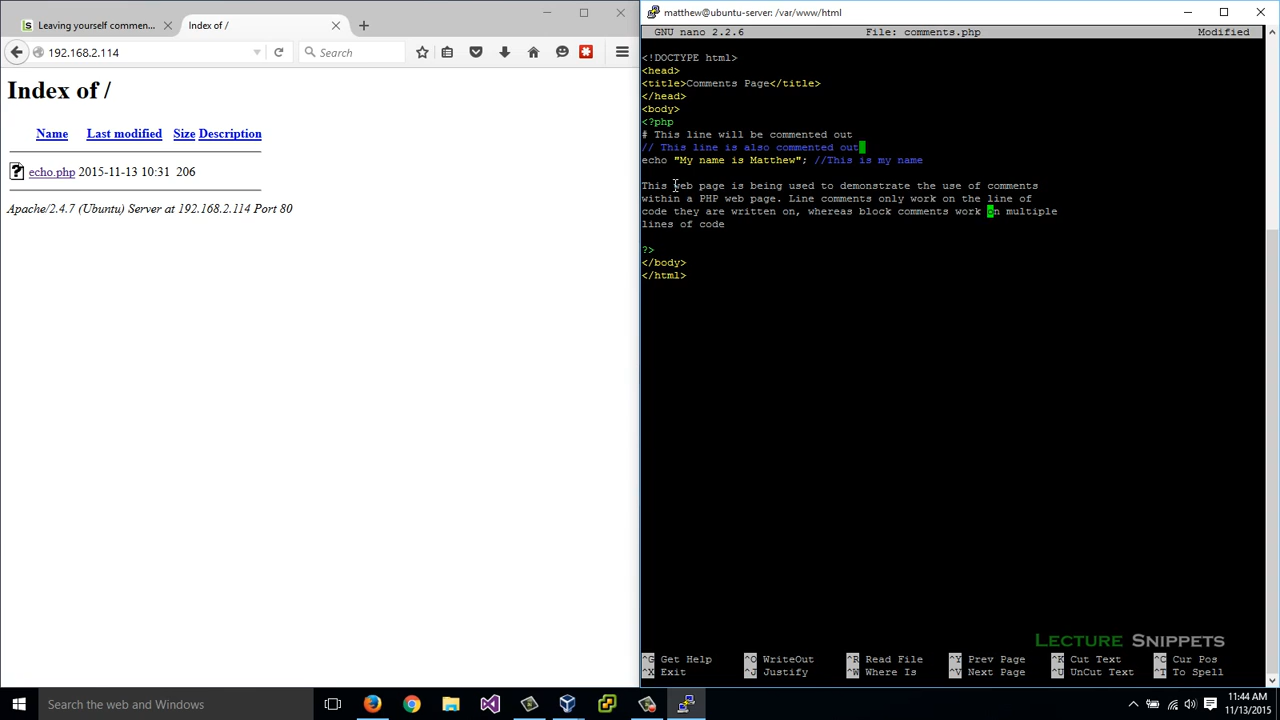 Leaving yourself commen...
Index of /
192.168.2.114
Search
Index of /
Name Last modified Size Description
echo.php 2015-11-13 10:31 206
Apache/2.4.7 (Ubuntu) Server at 192.168.2.114 Port 80
matthew@ubuntu-server: /var/www/html
GNU nano 2.2.6 File: comments.php Modified
<!DOCTYPE html>
<head>
<title>Comments Page</title>
</head>
<body>
<?php
# This line will be commented out
// This line is also commented out
echo "My name is Matthew"; //This is my name
This web page is being used to demonstrate the use of comments
within a PHP web page. Line comments only work on the line of
code they are written on, whereas block comments work on multiple
lines of code
?>
</body>
</html>
LECTURE SNIPPETS
^G Get Help ^O WriteOut ^R Read File ^Y Prev Page ^K Cut Text ^C Cur Pos
^X Exit ^J Justify ^W Where Is ^V Next Page ^U UnCut Text ^T To Spell
Search the web and Windows
11:44 AM
11/13/2015